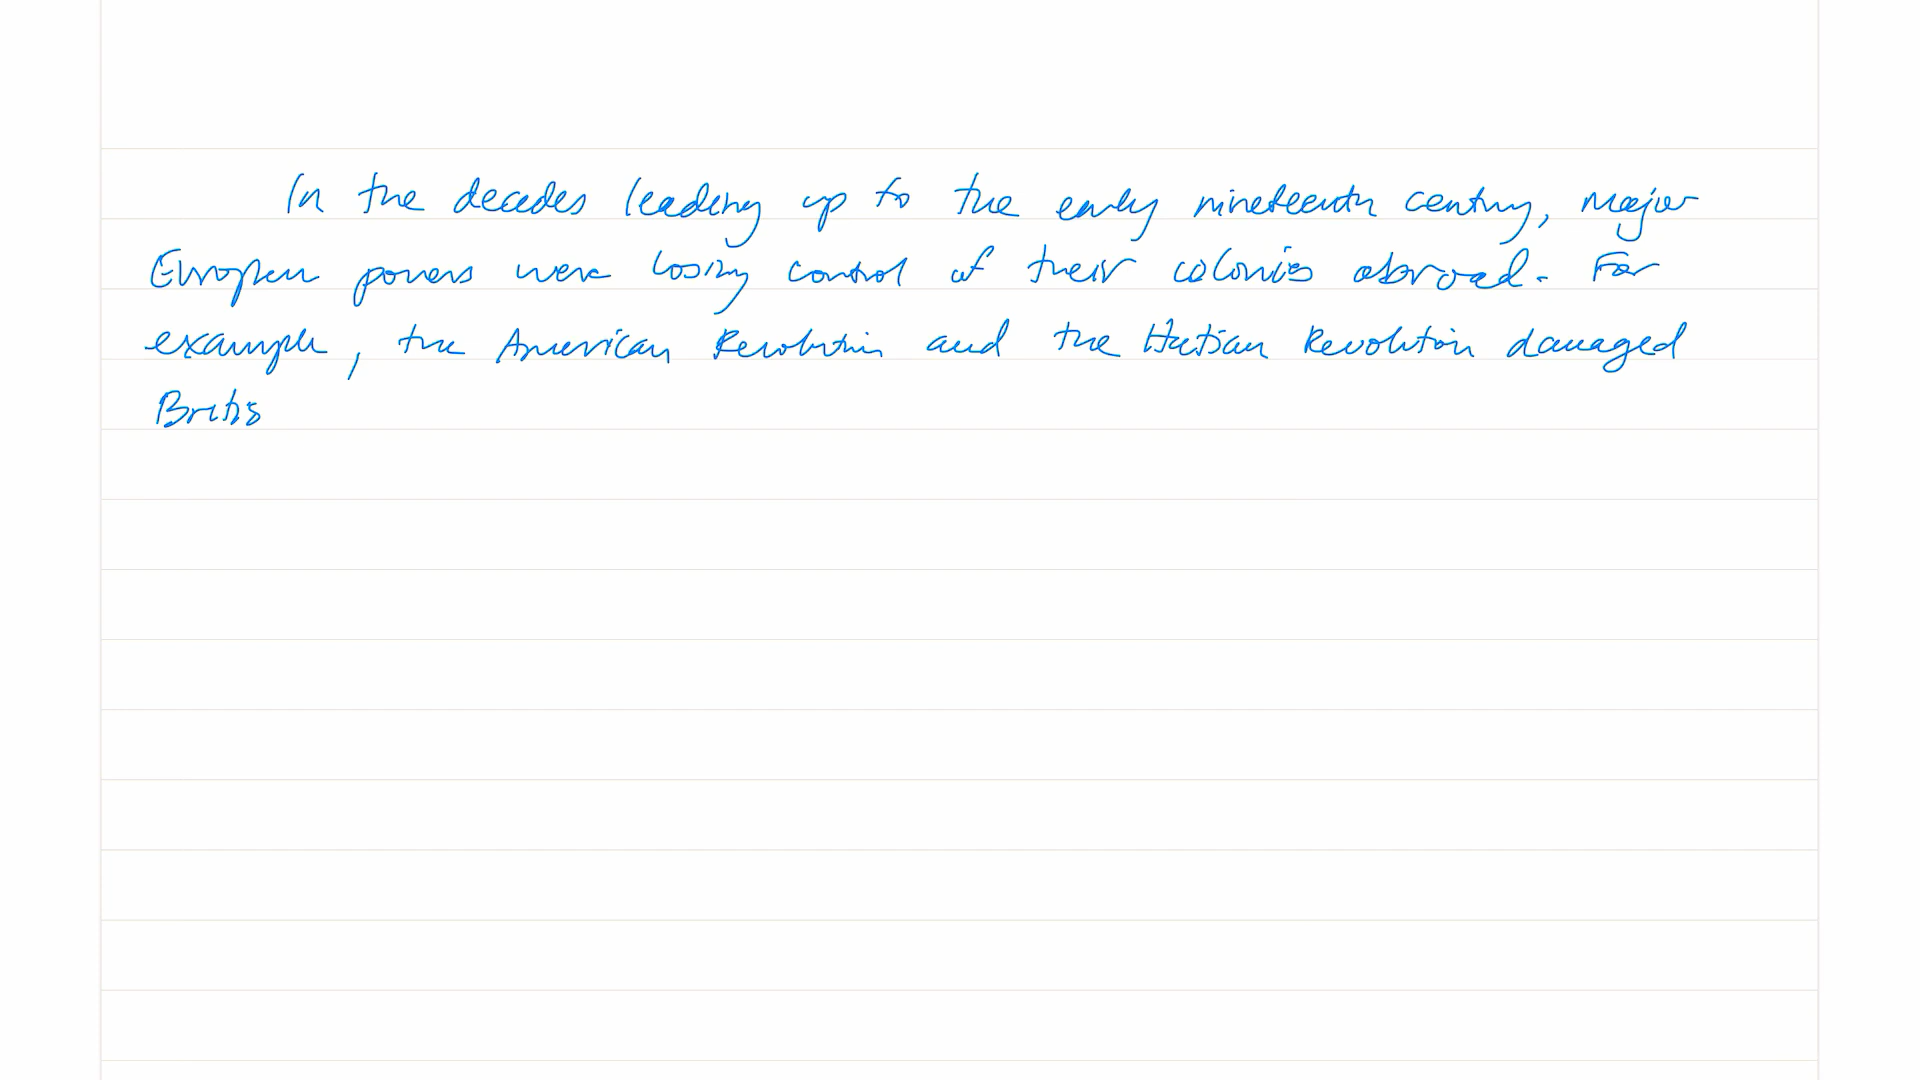 In the decades leading up to the early nineteenth century, major
European powers were losing control of their colonies abroad. For
example, the American Revolution and the Hatian Revolution damaged
Britis